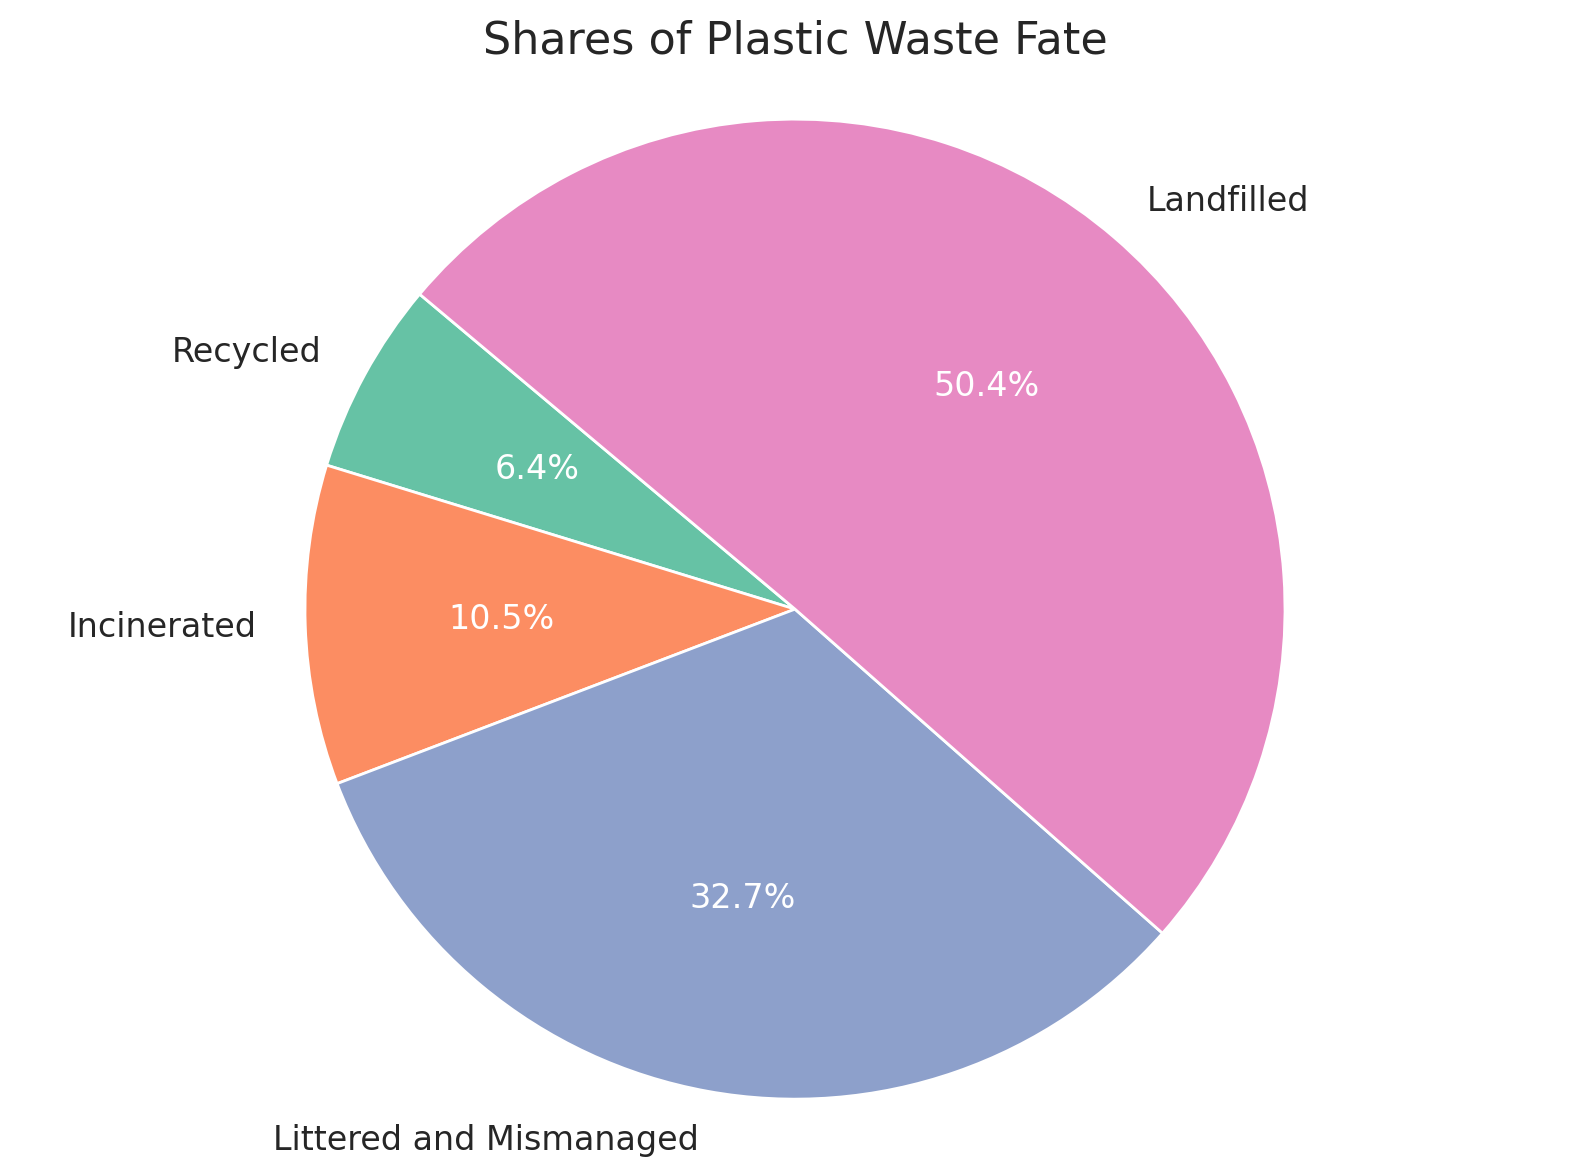 Shares of Plastic Waste Fate
Landfilled
Recycled
50.4%
6.4%
10.5%
Incinerated
32.7%
Littered and Mismanaged